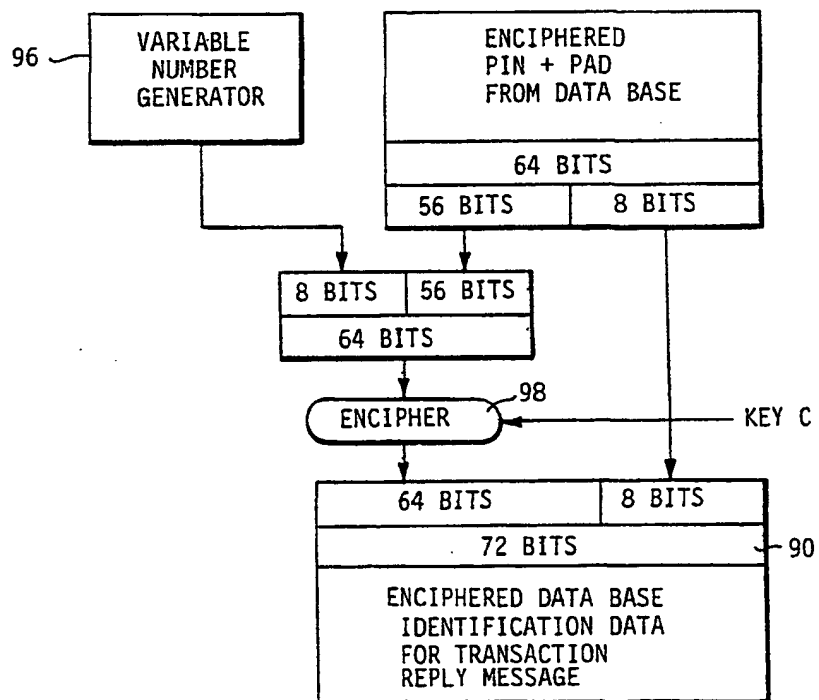 96
VARIABLE
NUMBER
GENERATOR
ENCIPHERED
PIN + PAD
FROM DATA BASE
64 BITS
56 BITS
8 BITS
8 BITS
56 BITS
64 BITS
98
ENCIPHER
KEY C
64 BITS
8 BITS
72 BITS
90
ENCIPHERED DATA BASE
IDENTIFICATION DATA
FOR TRANSACTION
REPLY MESSAGE